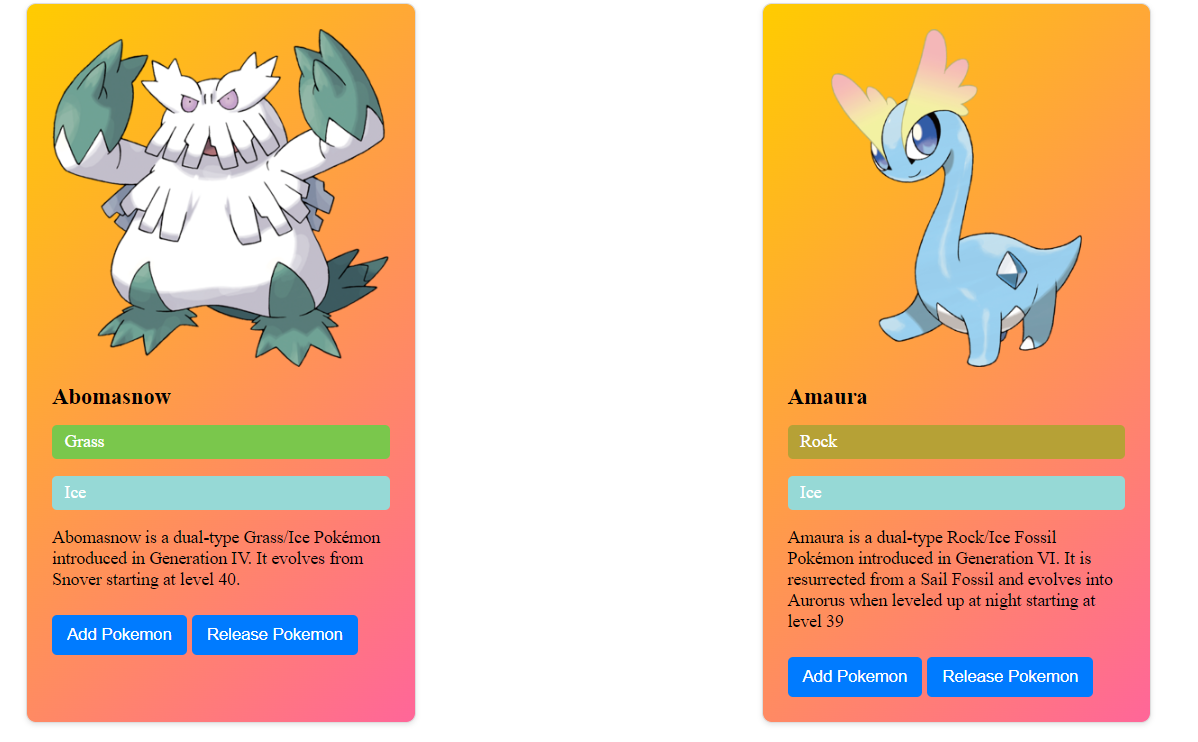 Abomasnow
Grass
Ice
Abomasnow is a dual-type Grass/Ice Pokémon
introduced in Generation IV. It evolves from
Snover starting at level 40.
Add Pokemon
Release Pokemon
Amaura
Rock
Ice
Amaura is a dual-type Rock/Ice Fossil
Pokémon introduced in Generation VI. It is
resurrected from a Sail Fossil and evolves into
Aurorus when leveled up at night starting at
level 39
Add Pokemon
Release Pokemon